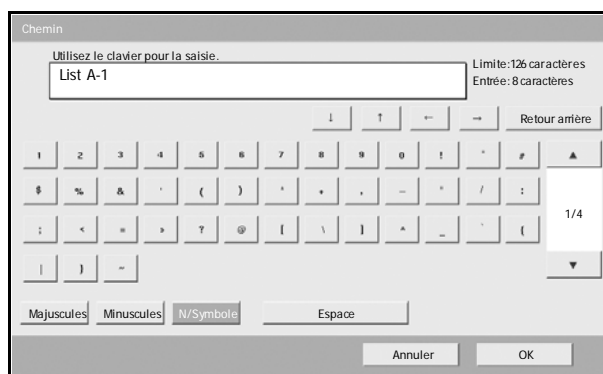 Chemin
Utilisez le clavier pour la saisie.
List A-1
Limite:126 caractères
Entrée: 8 caractères
↓ ↑ ← → Retour arrière
1 2 3 4 5 6 7 8 9 0 ! " # ▲
$ % & ' ( ) * + , - . / :
1/4
; < = > ? @ [ \ ] ^ _ ` {
| } ~ ▼
Majuscules Minuscules N/Symbole Espace
Annuler OK